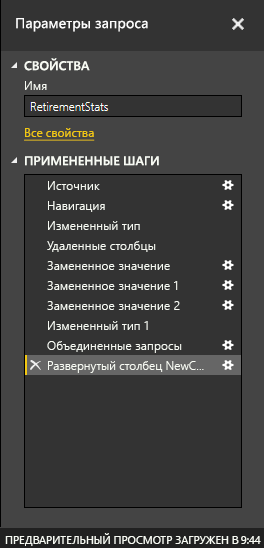 Параметры запроса
СВОЙСТВА
Имя
RetirementStats
Все свойства
ПРИМЕНЕННЫЕ ШАГИ
Источник
Навигация
Измененный тип
Удаленные столбцы
Замененное значение
Замененное значение 1
Замененное значение 2
Измененный тип 1
Объединенные запросы
Развернутый столбец NewC...
ПРЕДВАРИТЕЛЬНЫЙ ПРОСМОТР ЗАГРУЖЕН В 9:44